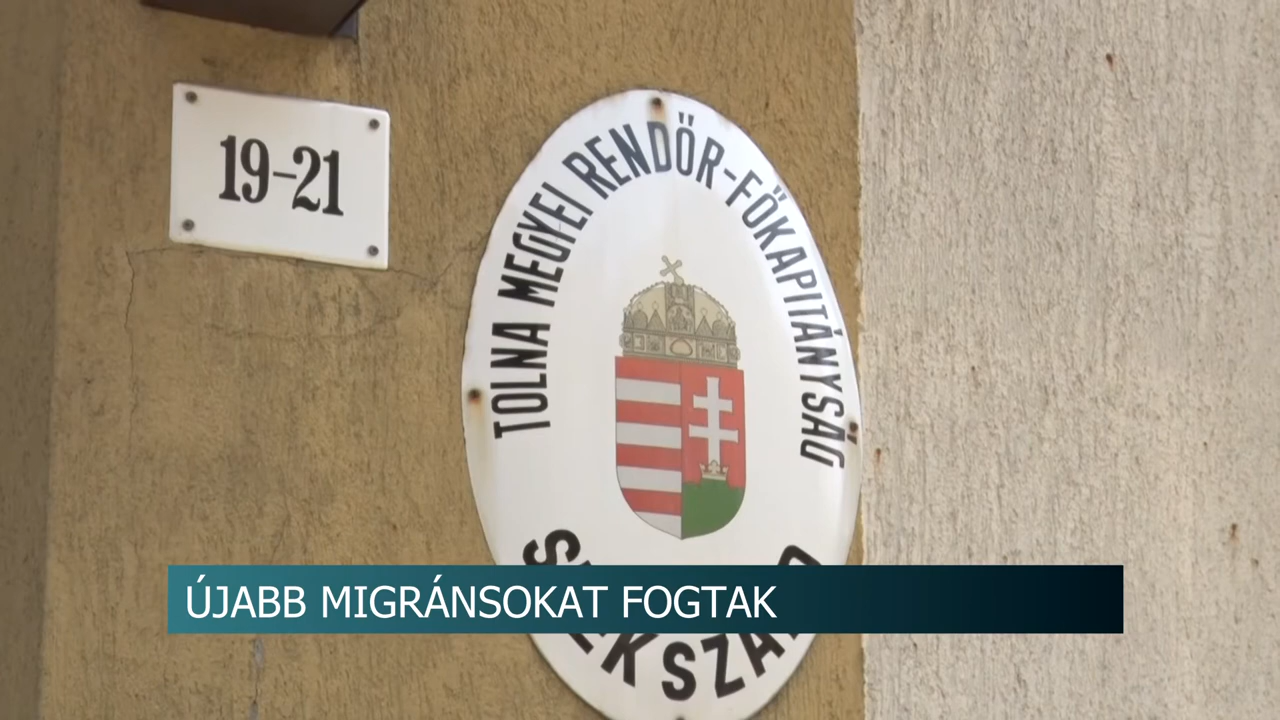 19-21
TOLNA MEGYEI RENDŐR-FŐKAPITÁNYSÁG
ÚJABB MIGRÁNSOKAT FOGTAK